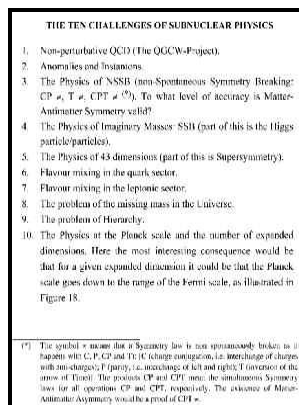 THE TEN CHALLENGES OF SUBNUCLEAR PHYSICS
1. Non-perturbative QCD (The QGCW-Project).
2. Anomalies and Instantons.
3. The Physics of NSSB (non-Spontaneous Symmetry Breaking:
CP ≠, T ≠, CPT ≠ (*)). To what level of accuracy is Matter-
Antimatter Symmetry valid?
4. The Physics of Imaginary Masses: SSB (part of this is the Higgs
particle/particles).
5. The Physics of 43 dimensions (part of this is Supersymmetry).
6. Flavour mixing in the quark sector.
7. Flavour mixing in the leptonic sector.
8. The problem of the missing mass in the Universe.
9. The problem of Hierarchy.
10. The Physics at the Planck scale and the number of expanded
dimensions. Here the most interesting consequence would be
that for a given expanded dimension it could be that the Planck
scale goes down to the range of the Fermi scale, as illustrated in
Figure 18.
(*) The symbol ≠ means that a Symmetry law is non spontaneously broken as it
happens with C, P, CP and T: [C (charge conjugation, i.e. interchange of charges
with anti-charges); P (parity, i.e. interchange of left and right); T (inversion of the
arrow of Time)]. The products CP and CPT mean the simultaneous Symmetry
laws for all operations CP and CPT, respectively. The existence of Matter-
Antimatter Asymmetry would be a proof of CPT ≠.